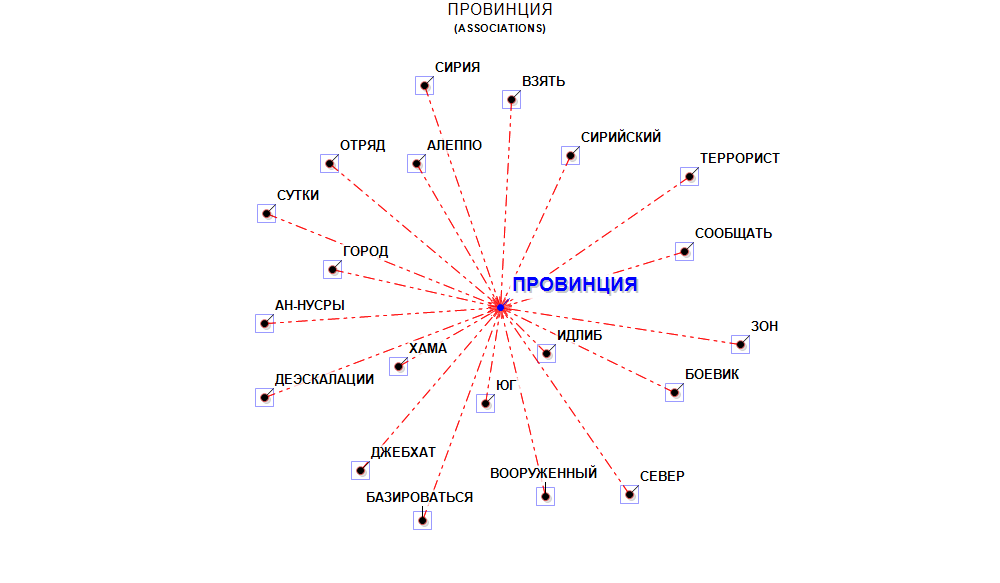 ПРОВИНЦИЯ
(ASSOCIATIONS)
СИРИЯ
ВЗЯТЬ
СИРИЙСКИЙ
ОТРЯД
АЛЕППО
ТЕРРОРИСТ
СУТКИ
СООБЩАТЬ
ГОРОД
ПРОВИНЦИЯ
АН-НУСРЫ
ЗОН
ИДЛИБ
ХАМА
ДЕЭСКАЛАЦИИ
БОЕВИК
ЮГ
ДЖЕБХАТ
ВООРУЖЕННЫЙ
СЕВЕР
БАЗИРОВАТЬСЯ